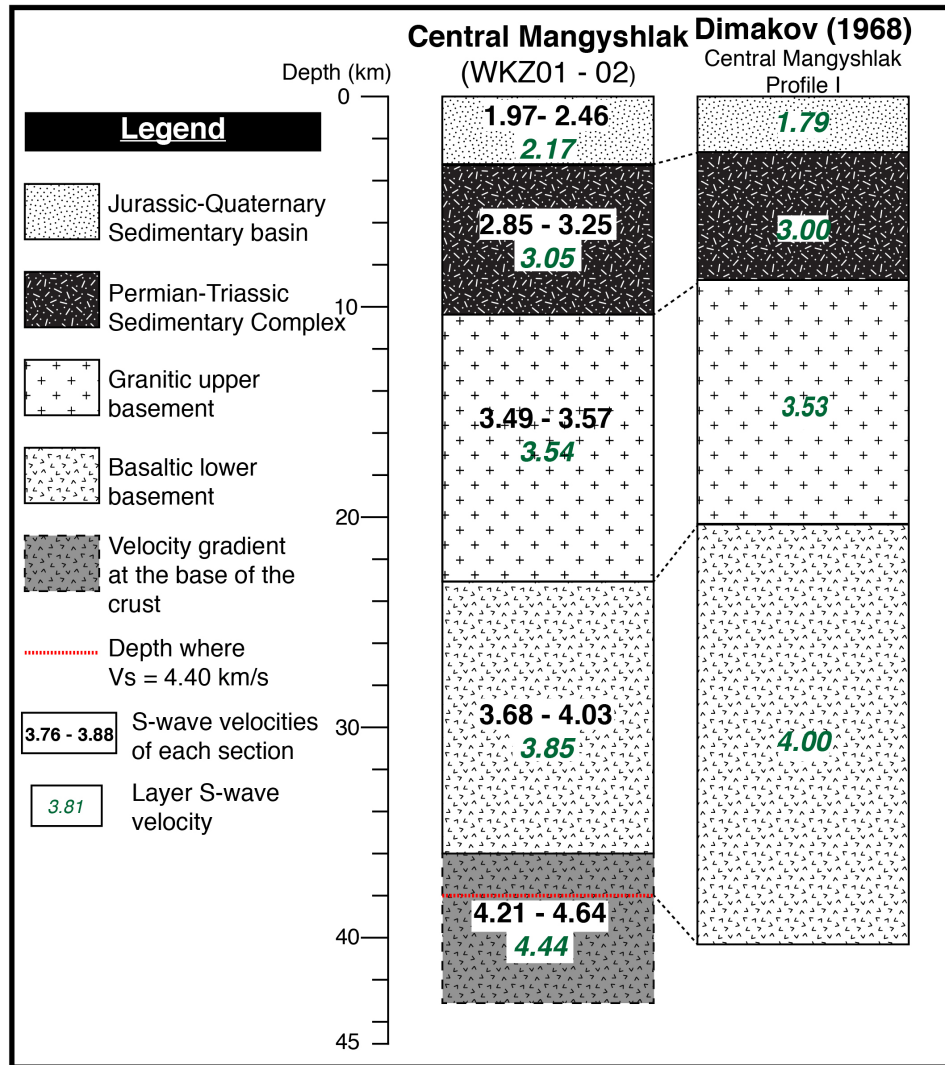 Central Mangyshlak
(WKZ01 - 02)
Dimakov (1968)
Central Mangyshlak
Profile I
Depth (km)
0
10
20
30
40
45
Legend
Jurassic-Quaternary
Sedimentary basin
Permian-Triassic
Sedimentary Complex
Granitic upper
basement
Basaltic lower
basement
Velocity gradient
at the base of the
crust
Depth where
Vs = 4.40 km/s
3.76 - 3.88
S-wave velocities
of each section
3.81
Layer S-wave
velocity
1.97- 2.46
2.17
2.85 - 3.25
3.05
3.49 - 3.57
3.54
3.68 - 4.03
3.85
4.21 - 4.64
4.44
1.79
3.00
3.53
4.00